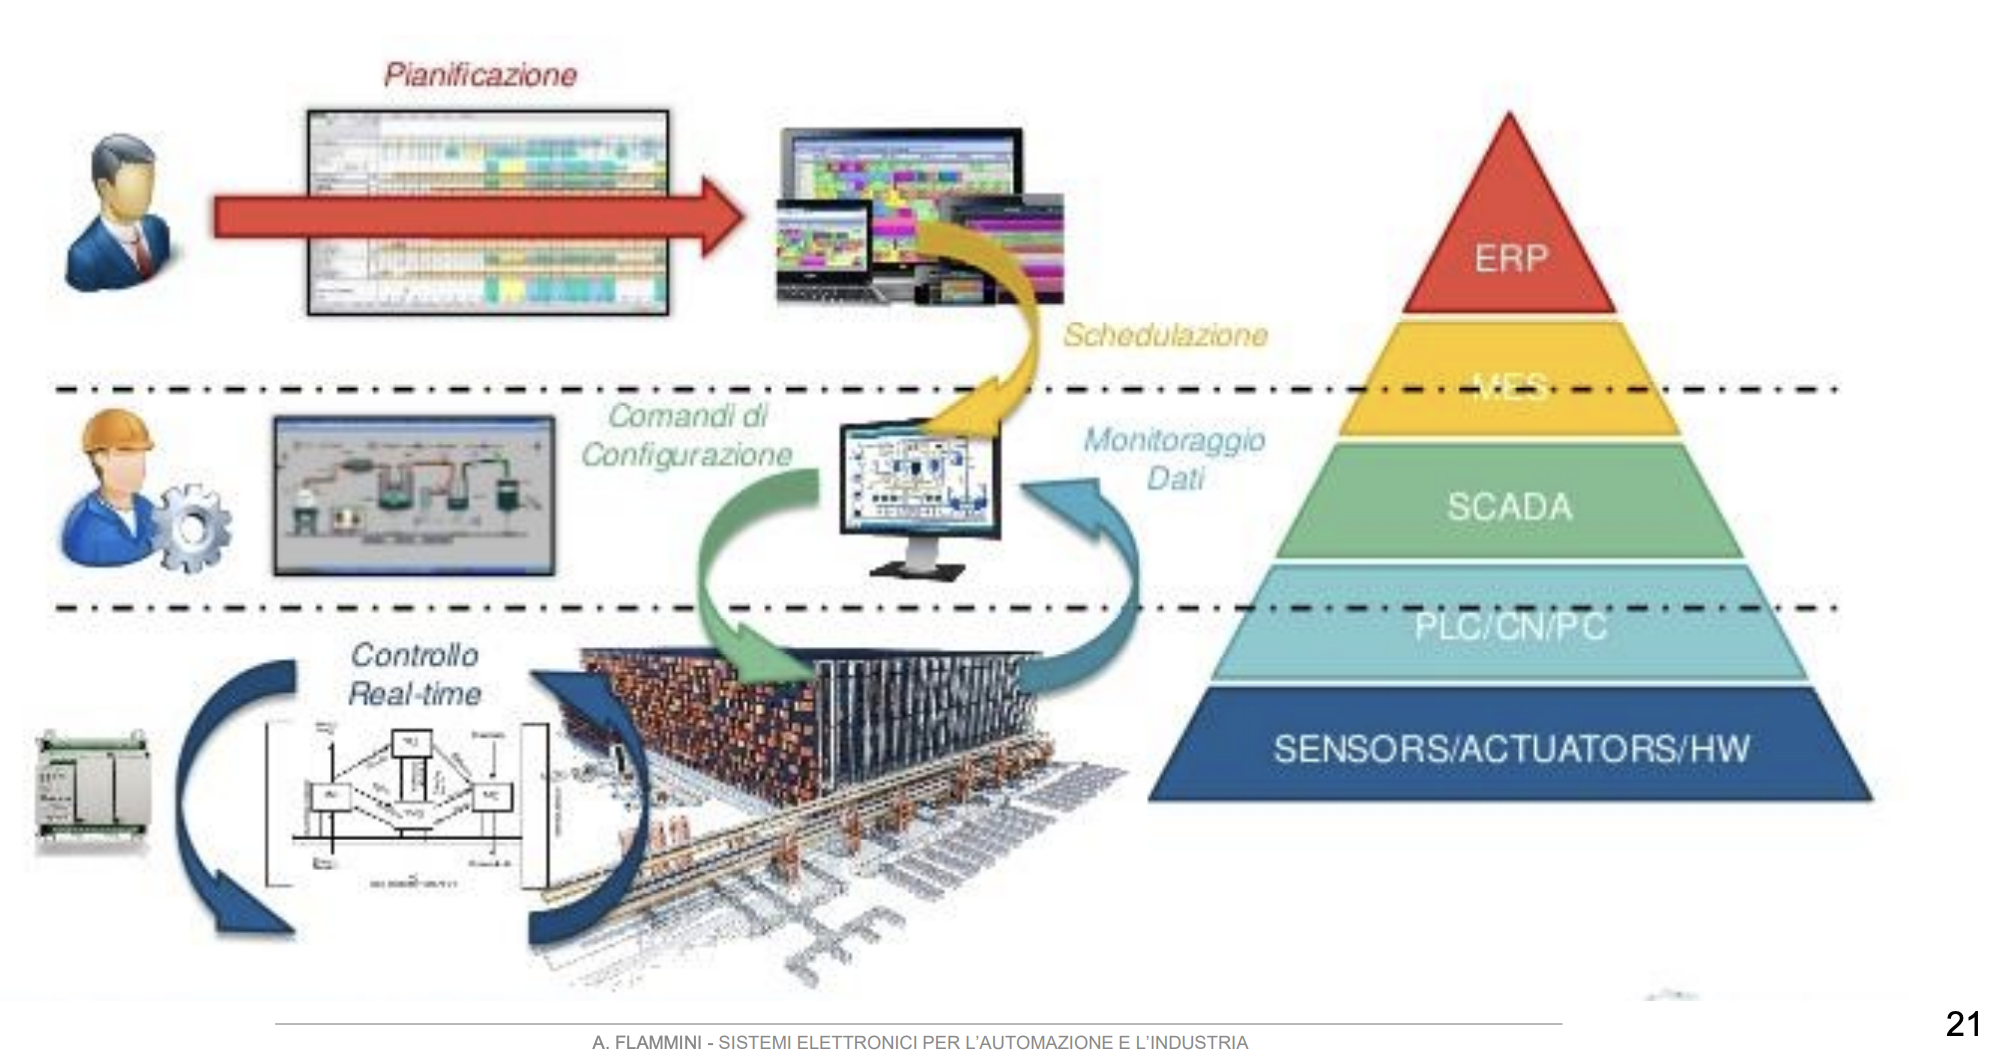 Pianificazione
ERP
Schedulazione
MES
Comandi di
Configurazione
Monitoraggio
Dati
SCADA
PLC/CN/PC
Controllo
Real-time
SENSORS/ACTUATORS/HW
A. FLAMMINI - SISTEMI ELETTRONICI PER L'AUTOMAZIONE E L'INDUSTRIA
21